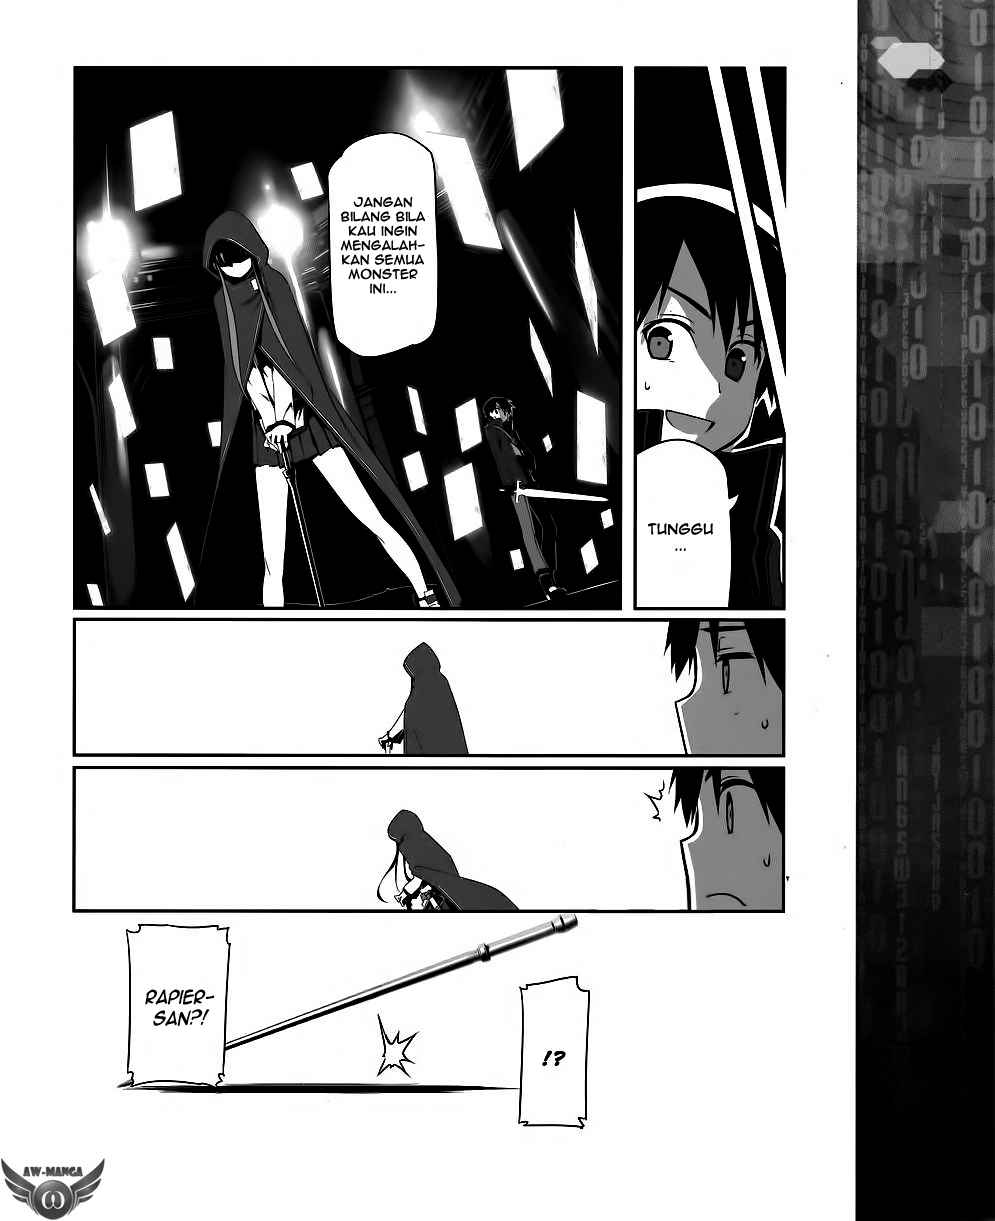 TUNGGU
...
JANGAN
BILANG BILA
KAU INGIN
MENGALAH-
KAN SEMUA
MONSTER
INI...
!?
RAPIER-
SAN?!
AW-MANGA